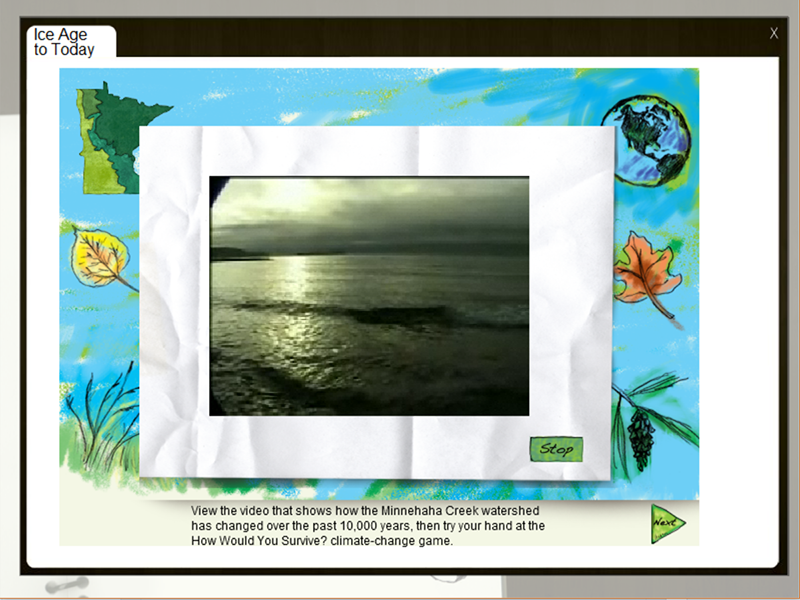 Ice Age
to Today
X
Stop
View the video that shows how the Minnehaha Creek watershed
has changed over the past 10,000 years, then try your hand at the
How Would You Survive? climate-change game.
Next